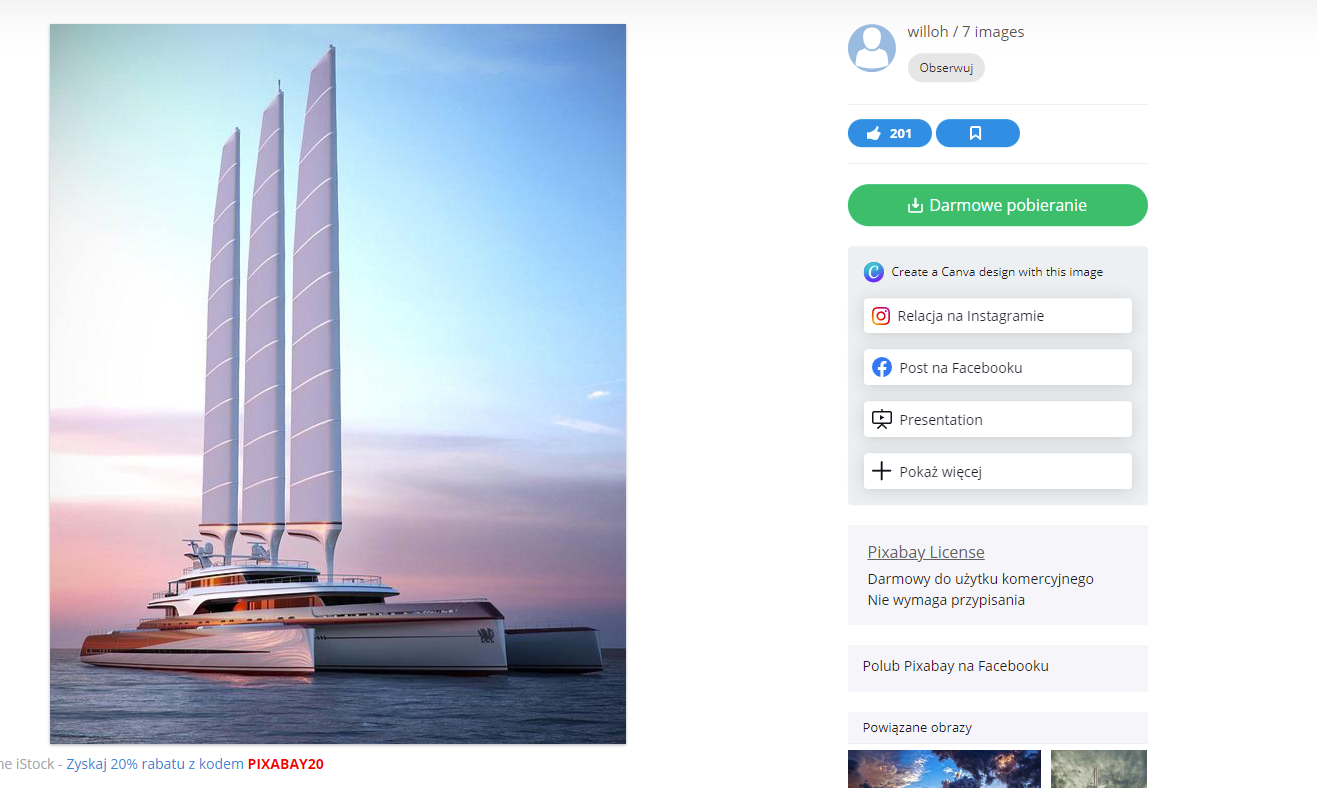 willoh / 7 images
Obserwuj
201
Darmowe pobieranie
Create a Canva design with this image
Relacja na Instagramie
Post na Facebooku
Presentation
Pokaż więcej
Pixabay License
Darmowy do użytku komercyjnego
Nie wymaga przypisania
Polub Pixabay na Facebooku
Powiązane obrazy
iStock - Zyskaj 20% rabatu z kodem PIXABAY20